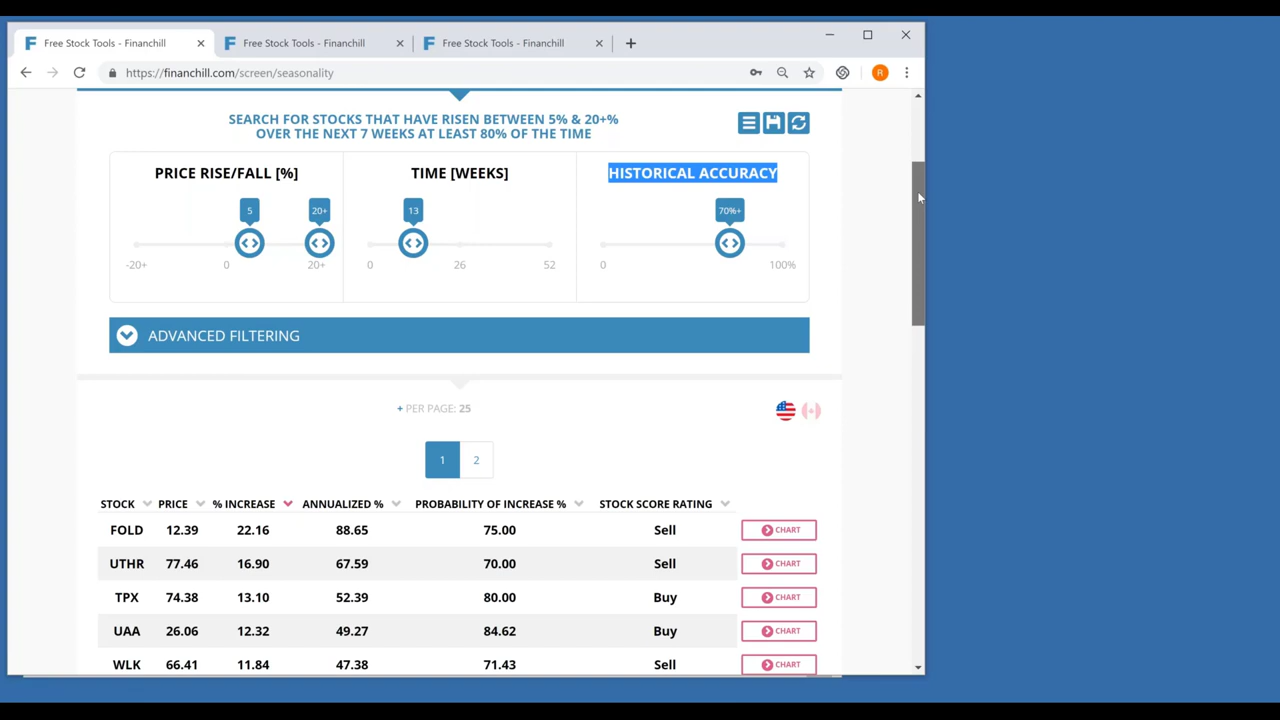 Free Stock Tools - Financhill
Free Stock Tools - Financhill
Free Stock Tools - Financhill
https://financhill.com/screen/seasonality
R
SEARCH FOR STOCKS THAT HAVE RISEN BETWEEN 5% & 20+%
OVER THE NEXT 7 WEEKS AT LEAST 80% OF THE TIME
PRICE RISE/FALL [%] TIME [WEEKS] HISTORICAL ACCURACY
5 20+ 13 70%+
-20+ 0 20+ 0 26 52 0 100%
ADVANCED FILTERING
+ PER PAGE: 25
1 2
STOCK PRICE % INCREASE ANNUALIZED % PROBABILITY OF INCREASE % STOCK SCORE RATING
FOLD 12.39 22.16 88.65 75.00 Sell CHART
UTHR 77.46 16.90 67.59 70.00 Sell CHART
TPX 74.38 13.10 52.39 80.00 Buy CHART
UAA 26.06 12.32 49.27 84.62 Buy CHART
WLK 66.41 11.84 47.38 71.43 Sell CHART